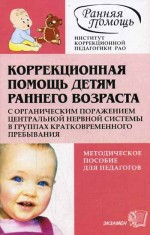 Ранняя
Помощь
ИНСТИТУТ
КОРРЕКЦИОННОЙ
ПЕДАГОГИКИ РАО
КОРРЕКЦИОННАЯ
ПОМОЩЬ ДЕТЯМ
РАННЕГО ВОЗРАСТА
С ОРГАНИЧЕСКИМ ПОРАЖЕНИЕМ
ЦЕНТРАЛЬНОЙ НЕРВНОЙ СИСТЕМЫ
В ГРУППАХ КРАТКОВРЕМЕННОГО
ПРЕБЫВАНИЯ
МЕТОДИЧЕСКОЕ
ПОСОБИЕ
ДЛЯ ПЕДАГОГОВ
ЭКЗАМЕН